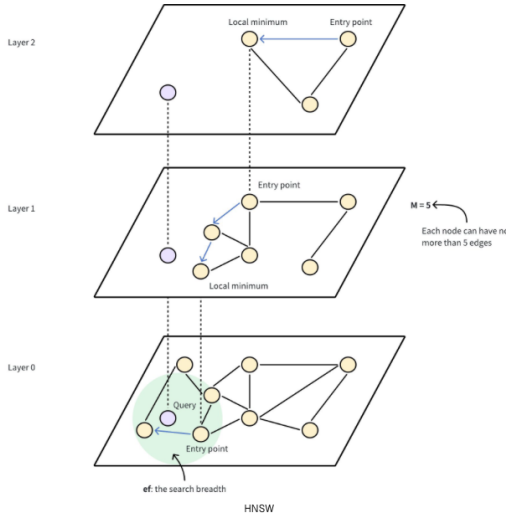 Local minimum
Entry point
Layer 2
Entry point
Layer 1
M = 5
Each node can have
more than 5 edges
Local minimum
Layer 0
Query
Entry point
ef: the search breadth
HNSW